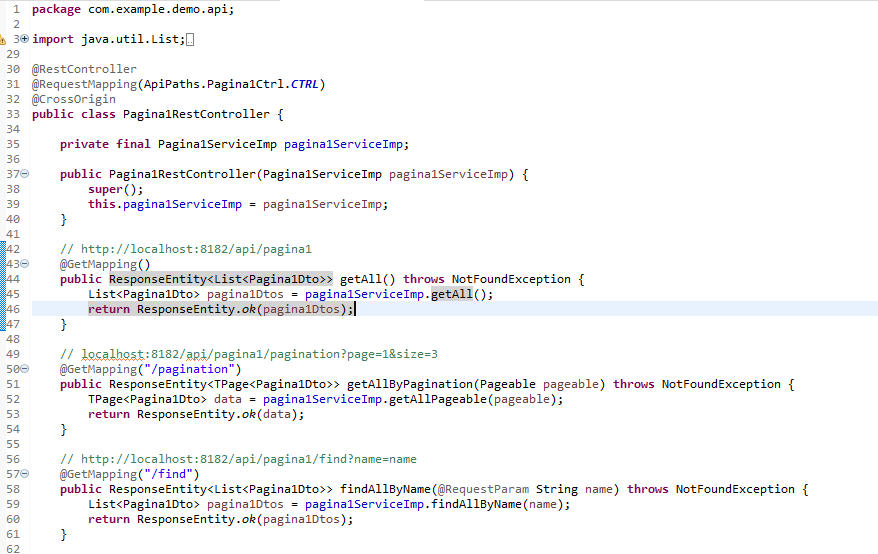 1 package com.example.demo.api;
2
3 import java.util.List;
29
30 @RestController
31 @RequestMapping(ApiPaths.Pagina1Ctrl.CTRL)
32 @CrossOrigin
33 public class Pagina1RestController {
34
35     private final Pagina1ServiceImp pagina1ServiceImp;
36
37     public Pagina1RestController(Pagina1ServiceImp pagina1ServiceImp) {
38         super();
39         this.pagina1ServiceImp = pagina1ServiceImp;
40     }
41
42     // http://localhost:8182/api/pagina1
43     @GetMapping()
44     public ResponseEntity<List<Pagina1Dto>> getAll() throws NotFoundException {
45         List<Pagina1Dto> pagina1Dtos = pagina1ServiceImp.getAll();
46         return ResponseEntity.ok(pagina1Dtos);
47     }
48
49     // localhost:8182/api/pagina1/pagination?page=1&size=3
50     @GetMapping("/pagination")
51     public ResponseEntity<TPage<Pagina1Dto>> getAllByPagination(Pageable pageable) throws NotFoundException {
52         TPage<Pagina1Dto> data = pagina1ServiceImp.getAllPageable(pageable);
53         return ResponseEntity.ok(data);
54     }
55
56     // http://localhost:8182/api/pagina1/find?name=name
57     @GetMapping("/find")
58     public ResponseEntity<List<Pagina1Dto>> findAllByName(@RequestParam String name) throws NotFoundException {
59         List<Pagina1Dto> pagina1Dtos = pagina1ServiceImp.findAllByName(name);
60         return ResponseEntity.ok(pagina1Dtos);
61     }
62